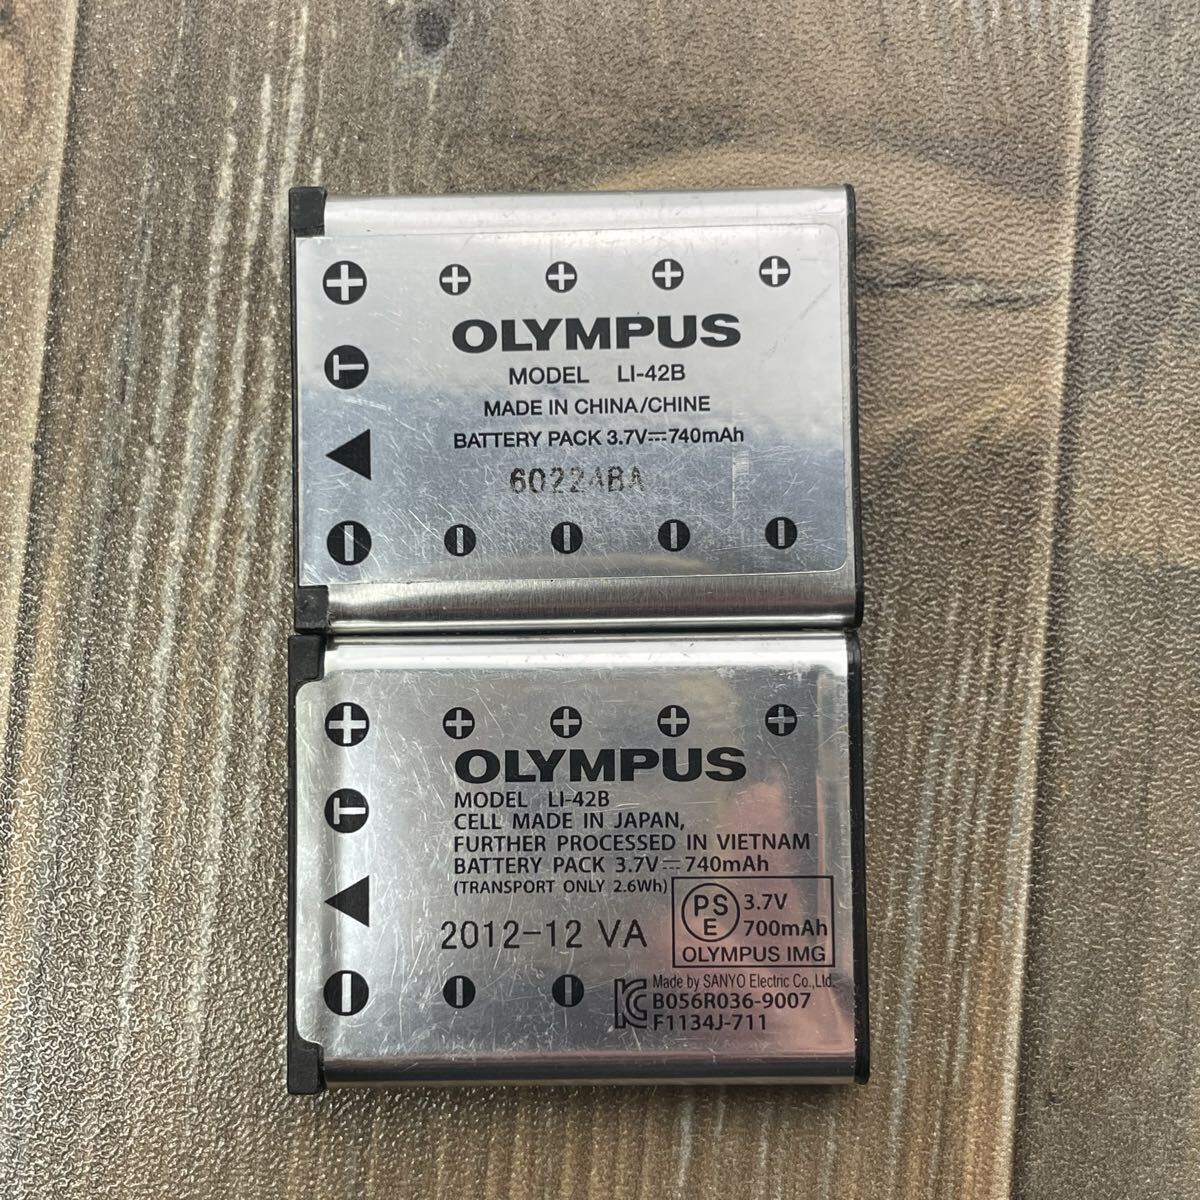 OLYMPUS
MODEL LI-42B
MADE IN CHINA/CHINE
BATTERY PACK 3.7V⎓740mAh
6022ABA
T
OLYMPUS
MODEL LI-42B
CELL MADE IN JAPAN,
FURTHER PROCESSED IN VIETNAM
BATTERY PACK 3.7V⎓740mAh
(TRANSPORT ONLY 2.6Wh)
2012-12 VA
T
PS E 3.7V
700mAh
OLYMPUS IMG
Made by SANYO Electric Co.,Ltd.
B056R036-9007
F1134J-711